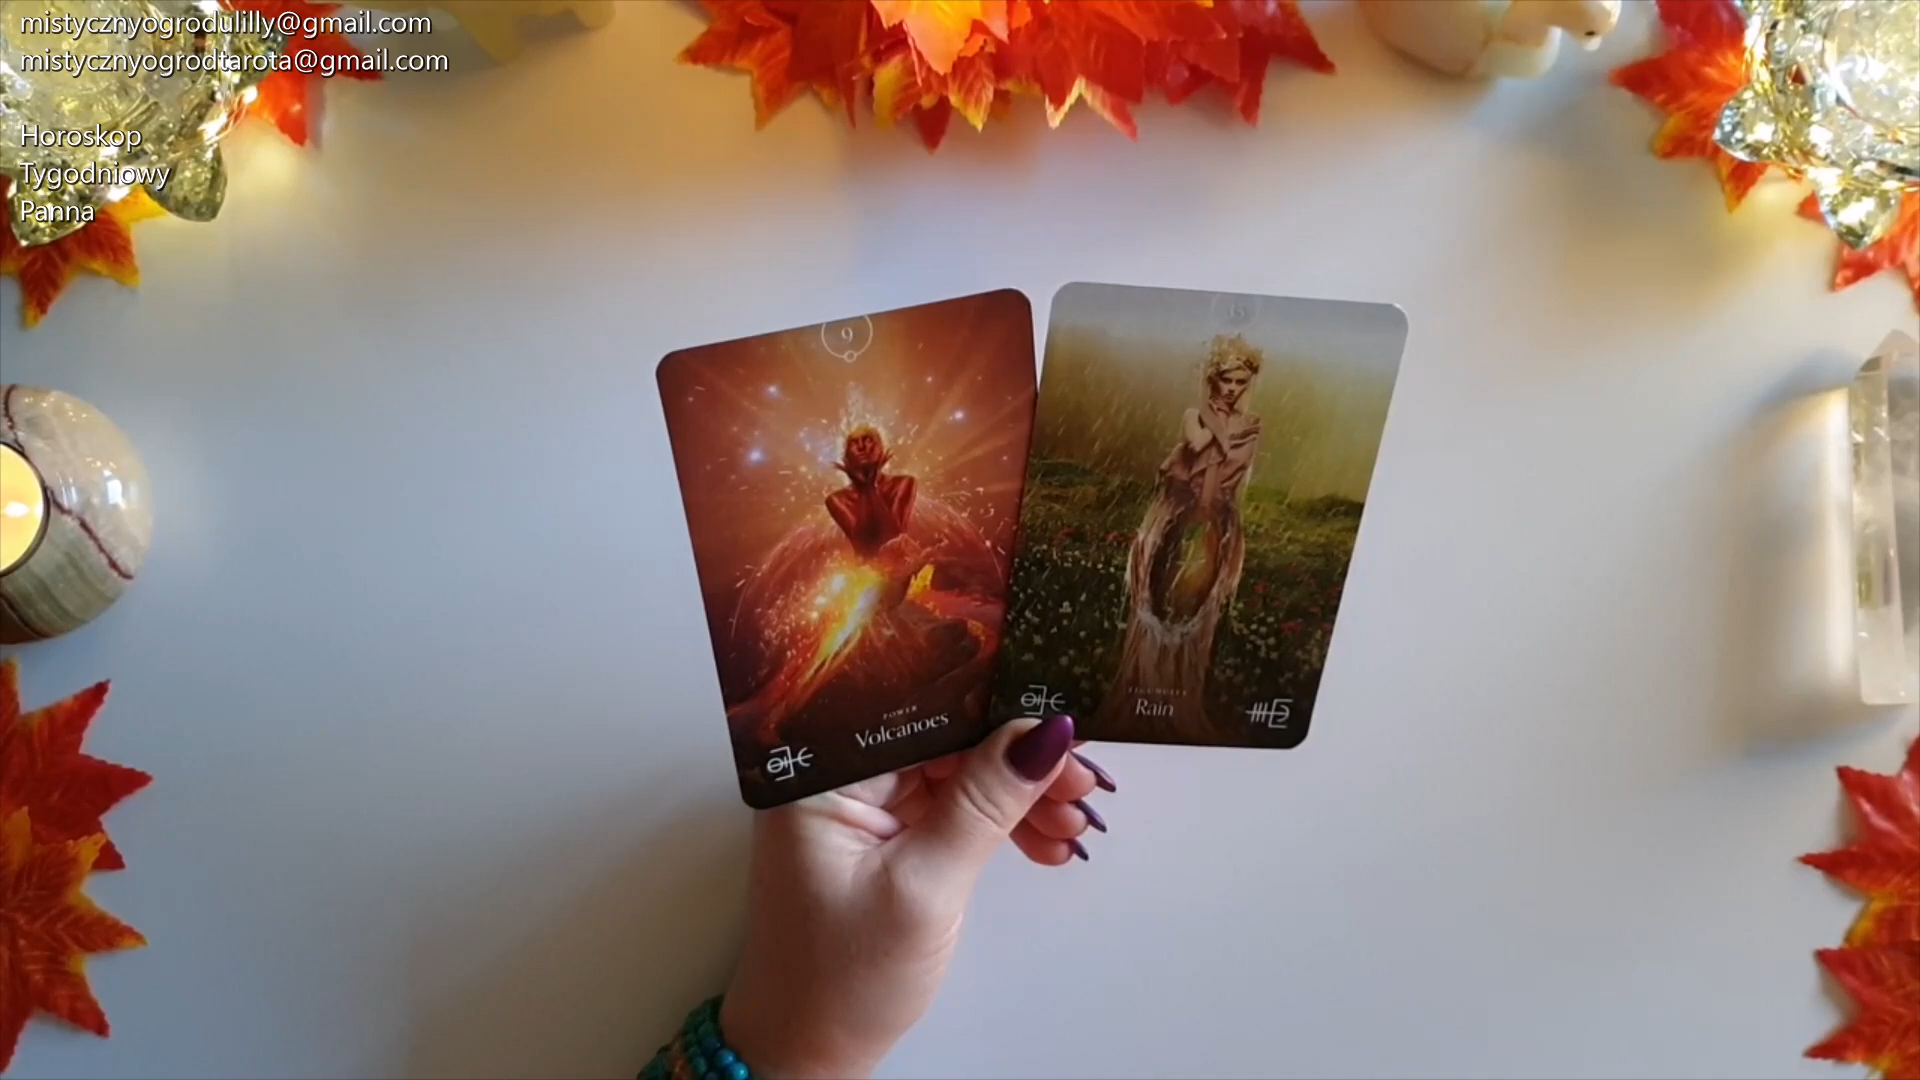 mistycznyogrodulilly@gmail.com
mistycznyogrodtarota@gmail.com
Horoskop
Tygodniowy
Panna
9
POWER
Volcanoes
Rain